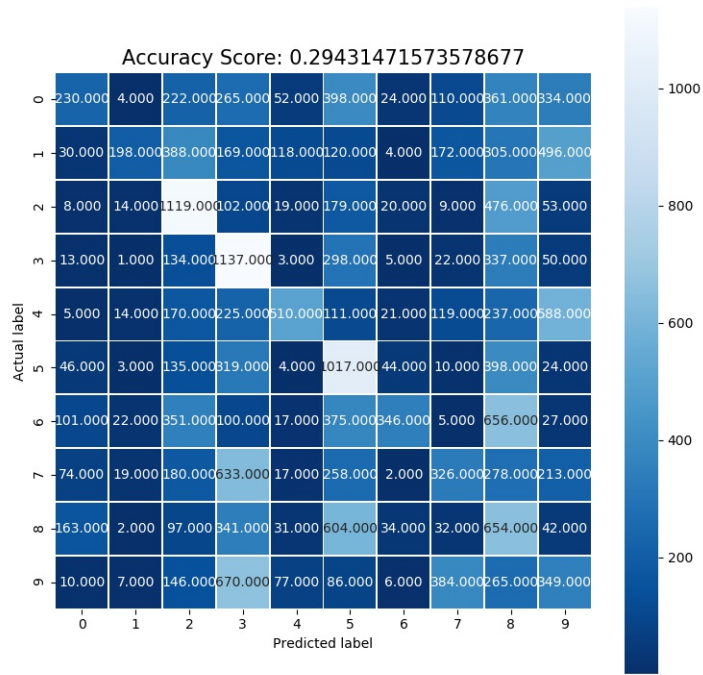 Accuracy Score: 0.29431471573578677
0 230.000 4.000 222.000 265.000 52.000 398.000 24.000 110.000 361.000 334.000
1 30.000 198.000 388.000 169.000 118.000 120.000 4.000 172.000 305.000 496.000
2 8.000 14.000 1119.000 102.000 19.000 179.000 20.000 9.000 476.000 53.000
3 13.000 1.000 134.000 1137.000 3.000 298.000 5.000 22.000 337.000 50.000
4 5.000 14.000 170.000 225.000 510.000 111.000 21.000 119.000 237.000 588.000
5 46.000 3.000 135.000 319.000 4.000 1017.000 44.000 10.000 398.000 24.000
6 101.000 22.000 351.000 100.000 17.000 375.000 346.000 5.000 656.000 27.000
7 74.000 19.000 180.000 633.000 17.000 258.000 2.000 326.000 278.000 213.000
8 163.000 2.000 97.000 341.000 31.000 604.000 34.000 32.000 654.000 42.000
9 10.000 7.000 146.000 670.000 77.000 86.000 6.000 384.000 265.000 349.000
0 1 2 3 4 5 6 7 8 9
Predicted label
Actual label
1000
800
600
400
200